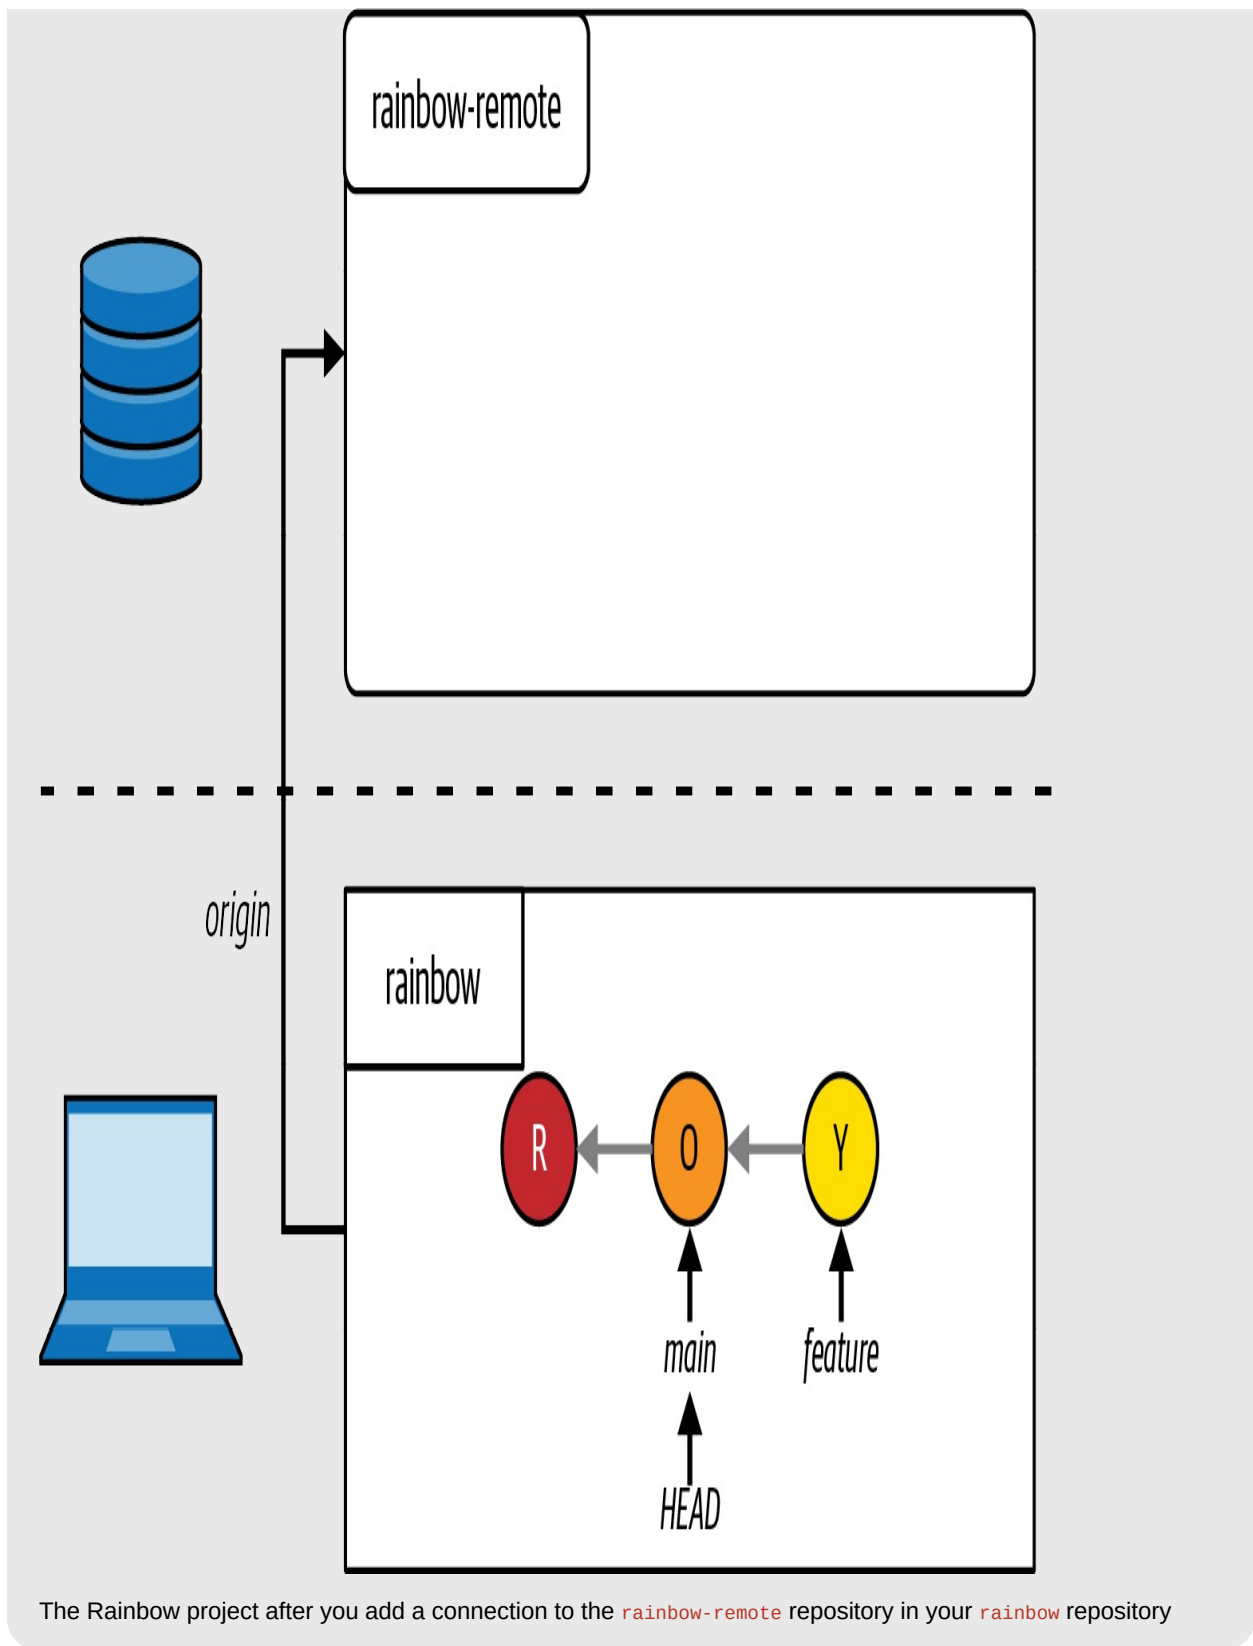 rainbow-remote
origin
rainbow
R
O
Y
main
feature
HEAD
The Rainbow project after you add a connection to the rainbow-remote repository in your rainbow repository